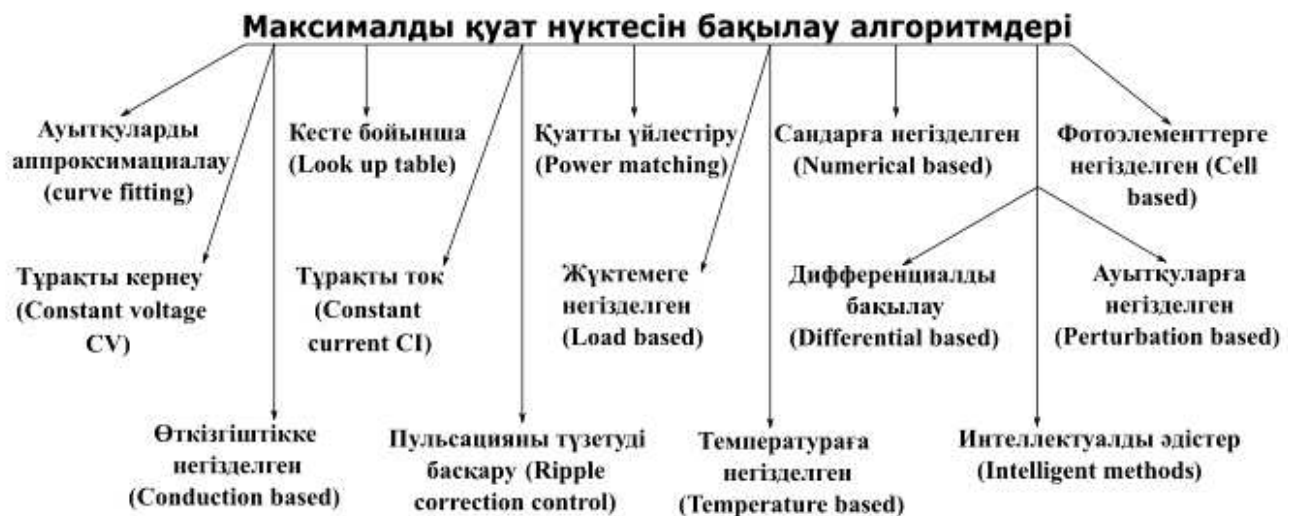 Максималды қуат нүктесін бақылау алгоритмдері
Ауытқуларды
аппроксимациалау
(curve fitting)
Кесте бойынша
(Look up table)
Қуатты үйлестіру
(Power matching)
Сандарға негізделген
(Numerical based)
Фотоэлементтерге
негізделген (Cell
based)
Тұрақты кернеу
(Constant voltage
CV)
Тұрақты ток
(Constant
current CI)
Жүктемеге
негізделген
(Load based)
Дифференциалды
бақылау
(Differential based)
Ауытқуларға
негізделген
(Perturbation based)
Өткізгіштікке
негізделген
(Conduction based)
Пульсацияны түзетуді
басқару (Ripple
correction control)
Температураға
негізделген
(Temperature based)
Интеллектуалды әдістер
(Intelligent methods)